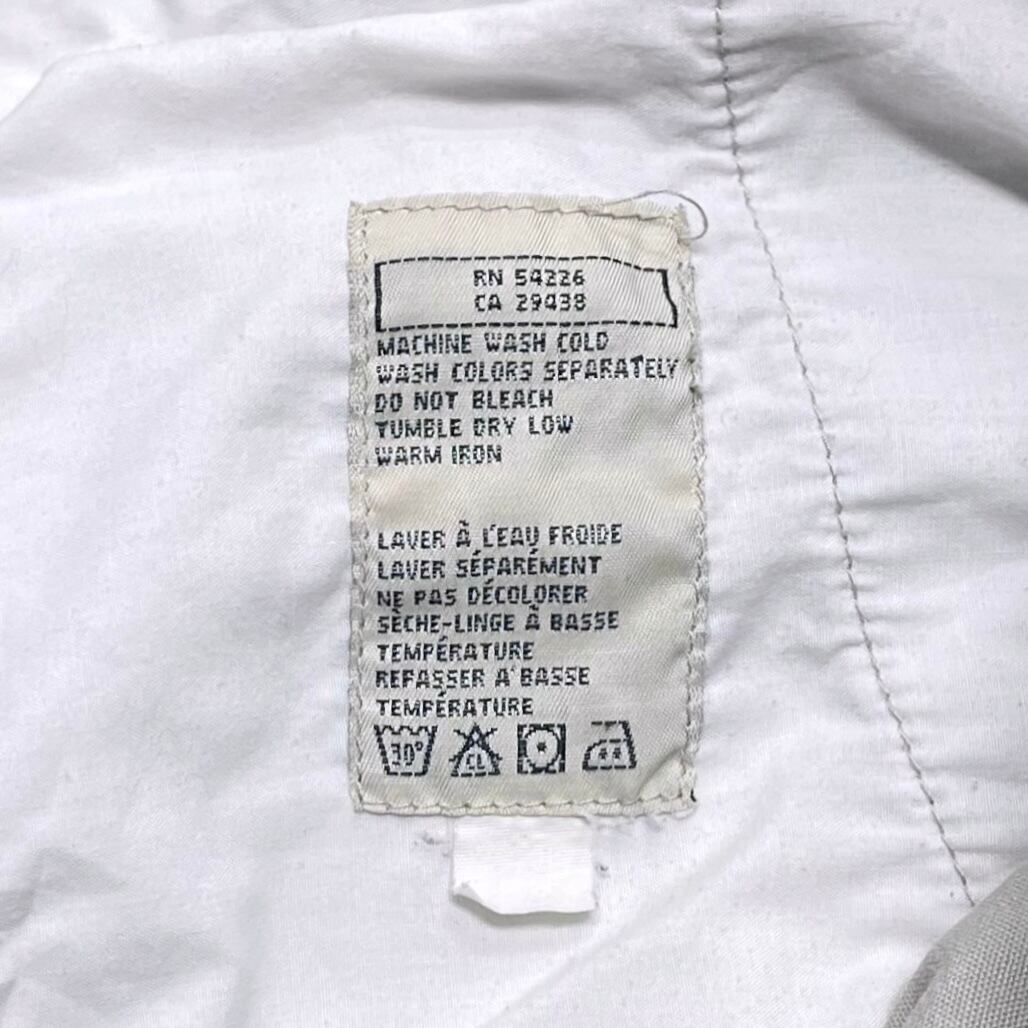 RN 54226
CA 29438
MACHINE WASH COLD
WASH COLORS SEPARATELY
DO NOT BLEACH
TUMBLE DRY LOW
WARM IRON
LAVER À L'EAU FROIDE
LAVER SÉPARÉMENT
NE PAS DÉCOLORER
SÈCHE-LINGE À BASSE
TEMPÉRATURE
REPASSER A BASSE
TEMPÉRATURE
30° CL